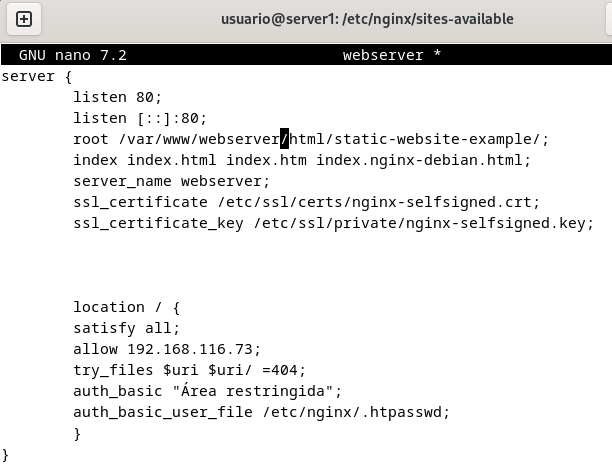 usuario@server1: /etc/nginx/sites-available
GNU nano 7.2 webserver *
server {
listen 80;
listen [::]:80;
root /var/www/webserver/html/static-website-example/;
index index.html index.htm index.nginx-debian.html;
server_name webserver;
ssl_certificate /etc/ssl/certs/nginx-selfsigned.crt;
ssl_certificate_key /etc/ssl/private/nginx-selfsigned.key;
location / {
satisfy all;
allow 192.168.116.73;
try_files $uri $uri/ =404;
auth_basic "Área restringida";
auth_basic_user_file /etc/nginx/.htpasswd;
}
}